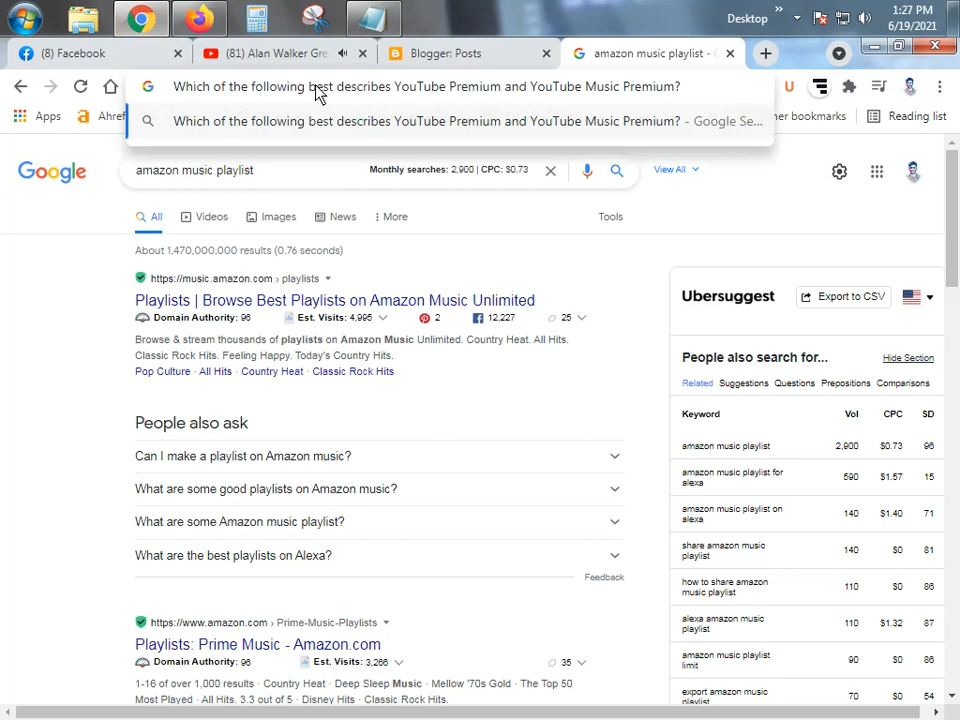 Desktop
»
1:27 PM
6/19/2021
(8) Facebook
(81) Alan Walker Gre
Blogger: Posts
amazon music playlist - G
Which of the following best describes YouTube Premium and YouTube Music Premium?
Apps
Ahref
Which of the following best describes YouTube Premium and YouTube Music Premium? - Google Se...
her bookmarks
Reading list
Google
amazon music playlist
Monthly searches: 2,900 | CPC: $0.73
View All
All
Videos
Images
News
More
Tools
About 1,470,000,000 results (0.76 seconds)
https://music.amazon.com › playlists
Playlists | Browse Best Playlists on Amazon Music Unlimited
Domain Authority: 96
Est. Visits: 4,995
2
12,227
25
Browse & stream thousands of playlists on Amazon Music Unlimited. Country Heat. All Hits.
Classic Rock Hits. Feeling Happy. Today's Country Hits.
Pop Culture · All Hits · Country Heat · Classic Rock Hits
People also ask
Can I make a playlist on Amazon music?
What are some good playlists on Amazon music?
What are some Amazon music playlist?
What are the best playlists on Alexa?
Feedback
https://www.amazon.com › Prime-Music-Playlists
Playlists: Prime Music - Amazon.com
Domain Authority: 96
Est. Visits: 3,266
35
1-16 of over 1,000 results - Country Heat · Deep Sleep Music · Mellow '70s Gold · The Top 50
Most Played · All Hits. 3.3 out of 5 · Disney Hits · Classic Rock Hits.
Ubersuggest
Export to CSV
People also search for...
Hide Section
Related
Suggestions
Questions
Prepositions
Comparisons
Keyword Vol CPC SD
amazon music playlist 2,900 $0.73 96
amazon music playlist for
alexa 590 $1.57 15
amazon music playlist on
alexa 140 $1.40 71
share amazon music
playlist 140 $0 81
how to share amazon
music playlist 110 $0 86
alexa amazon music
playlist 110 $1.32 87
amazon music playlist
limit 90 $0 86
export amazon music 70 $0 54